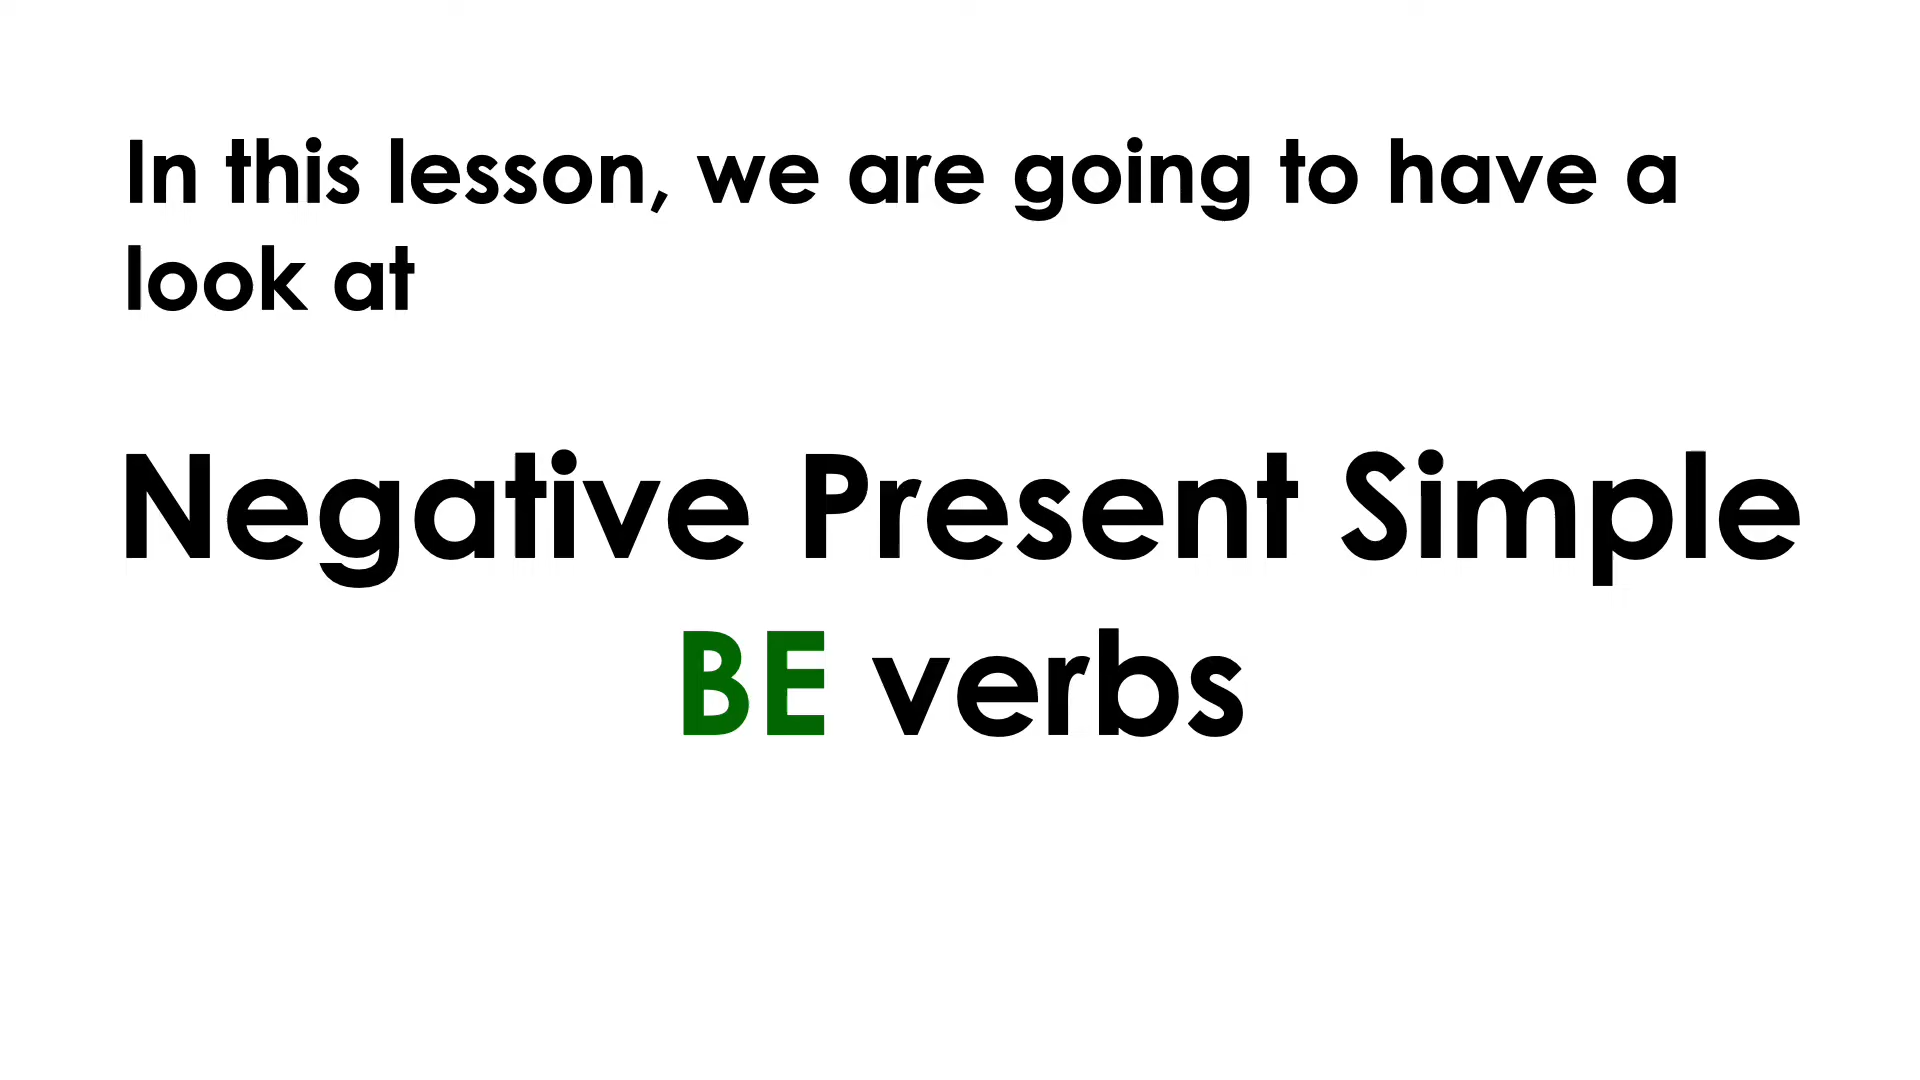 In this lesson, we are going to have a
look at
Negative Present Simple
BE verbs